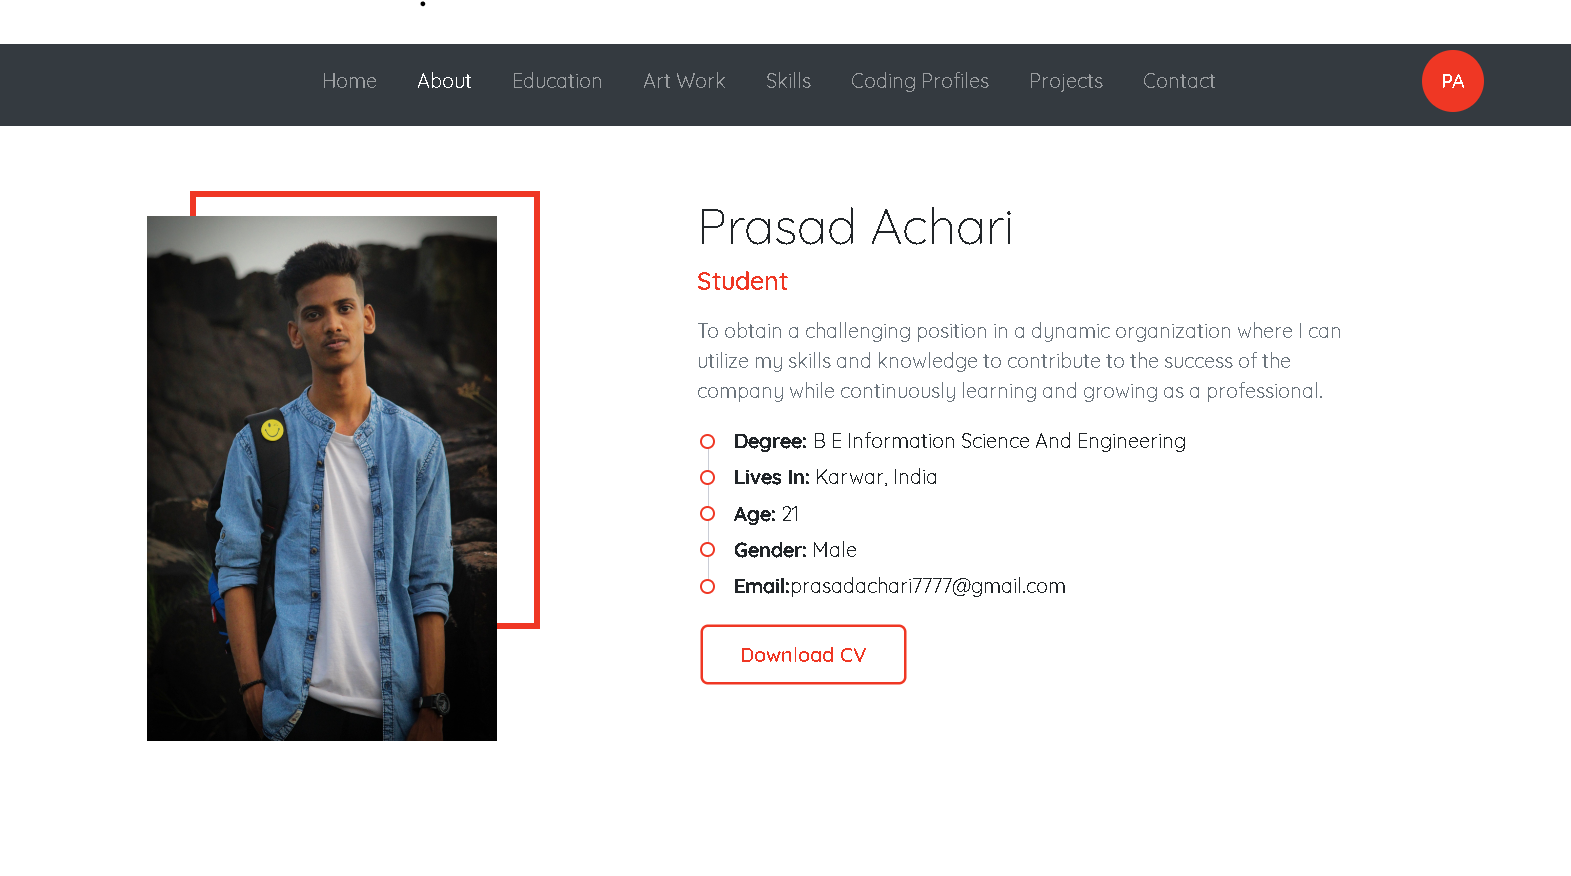 Home About Education Art Work Skills Coding Profiles Projects Contact PA
Prasad Achari
Student
To obtain a challenging position in a dynamic organization where I can
utilize my skills and knowledge to contribute to the success of the
company while continuously learning and growing as a professional.
Degree: B E Information Science And Engineering
Lives In: Karwar, India
Age: 21
Gender: Male
Email:prasadachari7777@gmail.com
Download CV